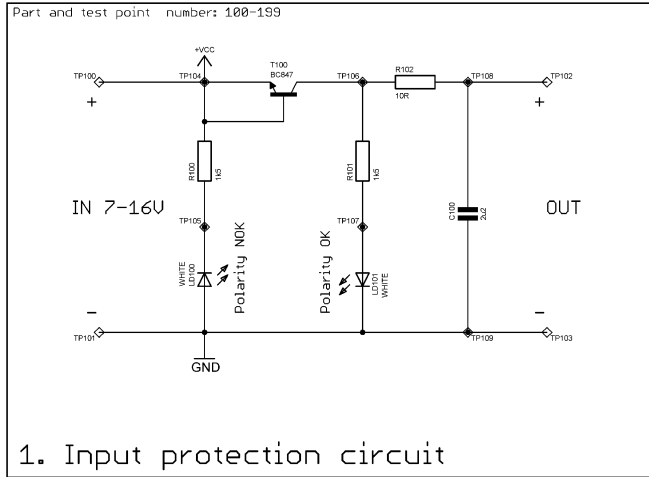 Part and test point number: 100-199
+VCC
T100
BC847
TP100
TP104
TP106
R102
10R
TP108
TP102
+
+
R100
1k5
R101
1k5
IN 7-16V
TP105
TP107
C100
2u2
OUT
WHITE
LD100
Polarity NOK
Polarity OK
LD101
WHITE
-
-
TP101
TP109
TP103
GND
1. Input protection circuit